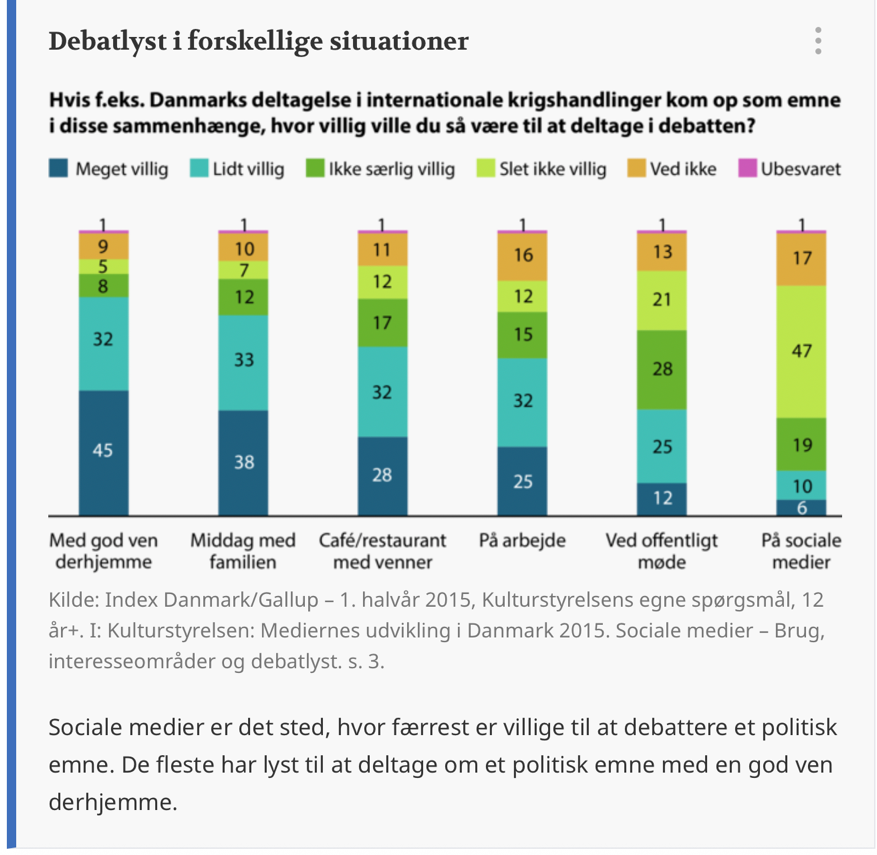 Debatlyst i forskellige situationer
Hvis f.eks. Danmarks deltagelse i internationale krigshandlinger kom op som emne
i disse sammenhænge, hvor villig ville du så være til at deltage i debatten?
Meget villig Lidt villig Ikke særlig villig Slet ikke villig Ved ikke Ubesvaret
1 1 1 1 1 1
9 10 11 16 13 17
5 7 12 12 21 47
8 12 17 15 28 19
32 33 32 32 25 10
45 38 28 25 12 6
Med god ven Middag med Café/restaurant På arbejde Ved offentligt På sociale
derhjemme familien med venner møde medier
Kilde: Index Danmark/Gallup – 1. halvår 2015, Kulturstyrelsens egne spørgsmål, 12
år+. I: Kulturstyrelsen: Mediernes udvikling i Danmark 2015. Sociale medier – Brug,
interesseområder og debatlyst. s. 3.
Sociale medier er det sted, hvor færrest er villige til at debattere et politisk
emne. De fleste har lyst til at deltage om et politisk emne med en god ven
derhjemme.